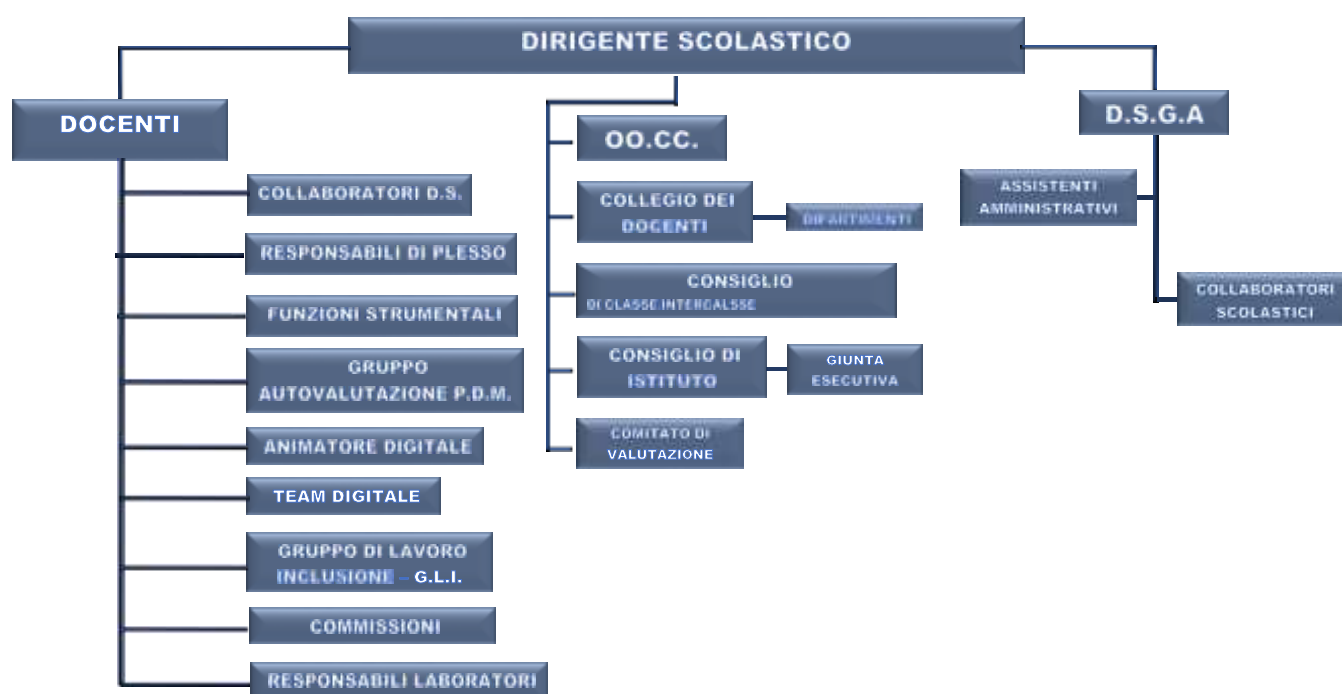 DIRIGENTE SCOLASTICO
DOCENTI
COLLABORATORI D.S.
RESPONSABILI DI PLESSO
FUNZIONI STRUMENTALI
GRUPPO
AUTOVALUTAZIONE P.D.M.
ANIMATORE DIGITALE
TEAM DIGITALE
GRUPPO DI LAVORO
INCLUSIONE – G.L.I.
COMMISSIONI
RESPONSABILI LABORATORI
OO.CC.
COLLEGIO DEI
DOCENTI
DIPARTIMENTI
CONSIGLIO
DI CLASSE INTERCALSSE
CONSIGLIO DI
ISTITUTO
GIUNTA
ESECUTIVA
COMITATO DI
VALUTAZIONE
D.S.G.A
ASSISTENTI
AMMINISTRATIVI
COLLABORATORI
SCOLASTICI